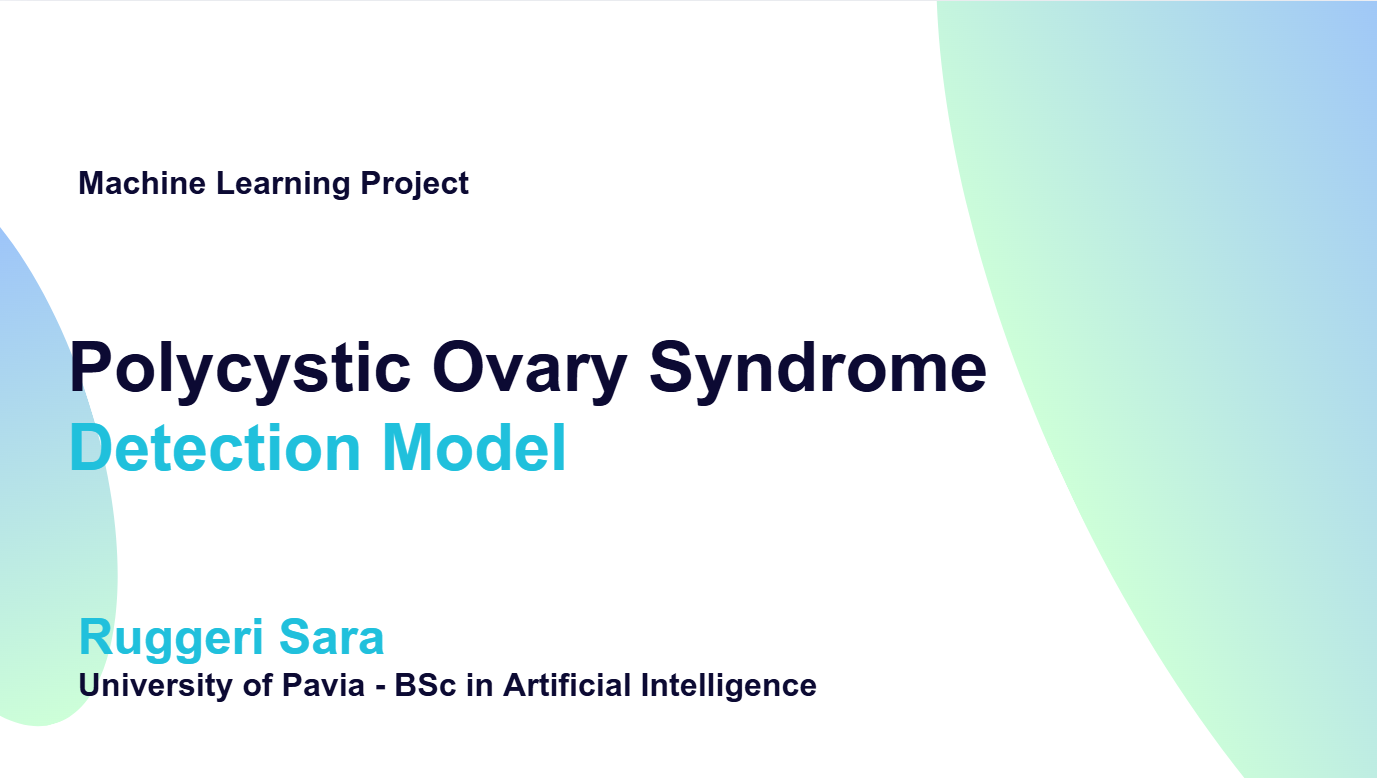 Machine Learning Project
Polycystic Ovary Syndrome
Detection Model
Ruggeri Sara
University of Pavia - BSc in Artificial Intelligence